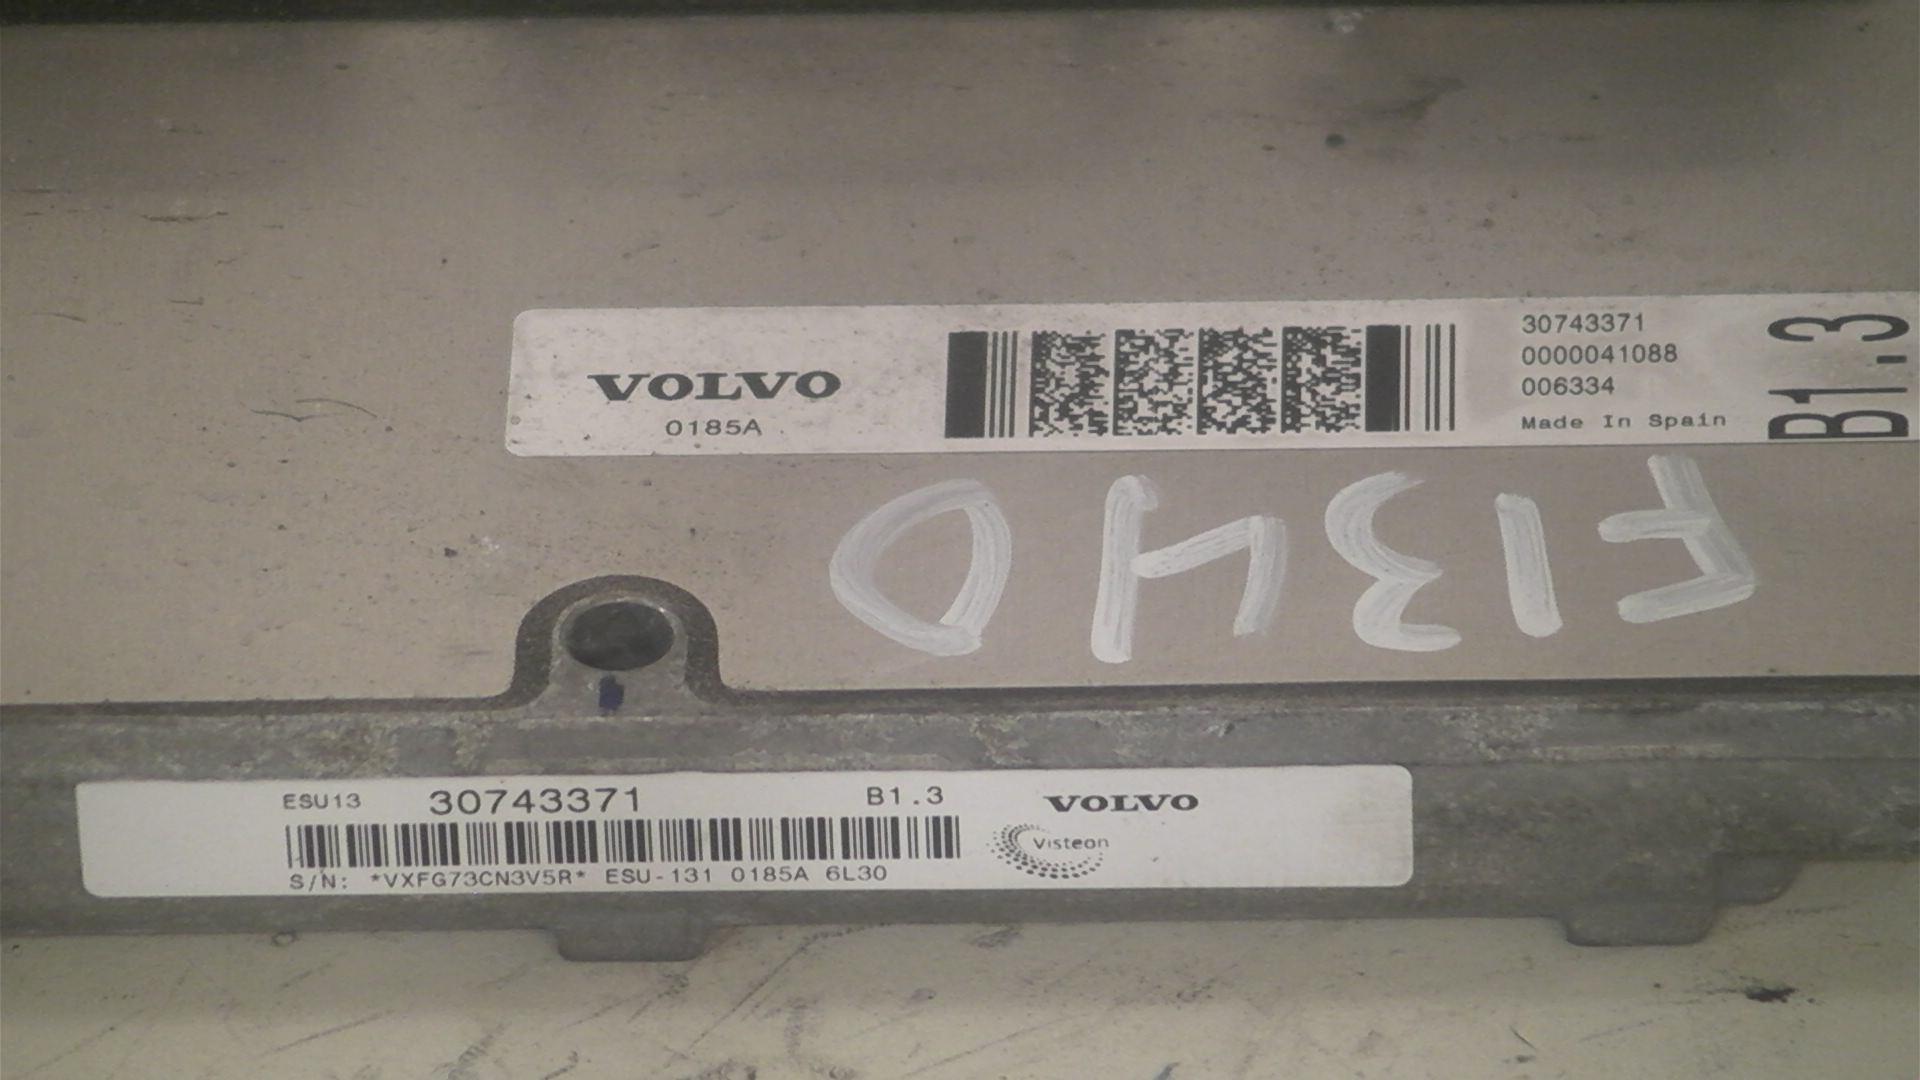 VOLVO
0185A
30743371
0000041088
006334
Made In Spain
B1.3
F1340
ESU13 30743371 B1.3
S/N: *VXFG73CN3V5R* ESU-131 0185A 6L30
VOLVO
Visteon